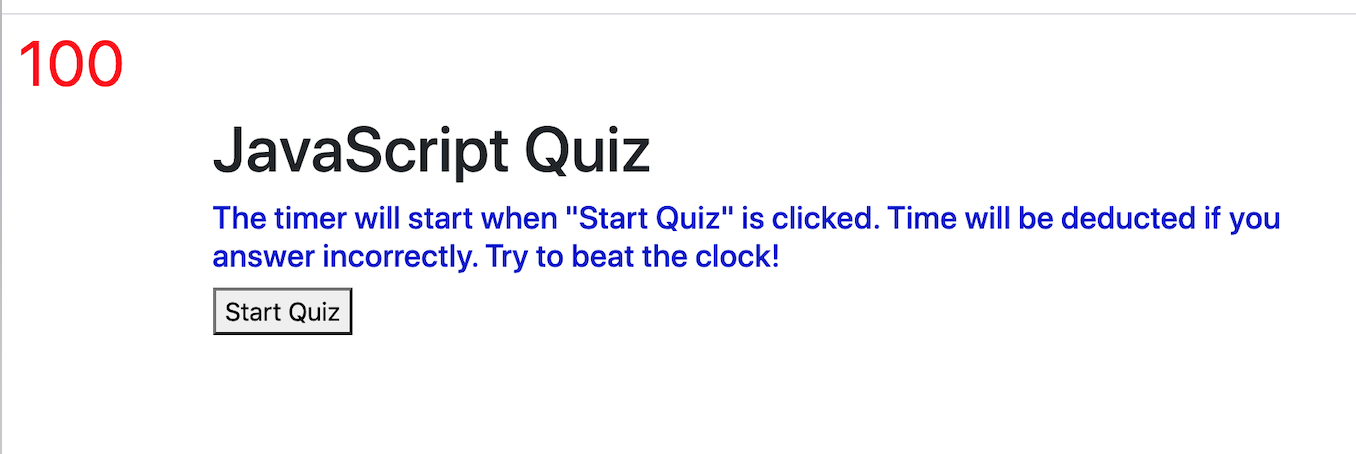 100
JavaScript Quiz
The timer will start when "Start Quiz" is clicked. Time will be deducted if you
answer incorrectly. Try to beat the clock!
Start Quiz